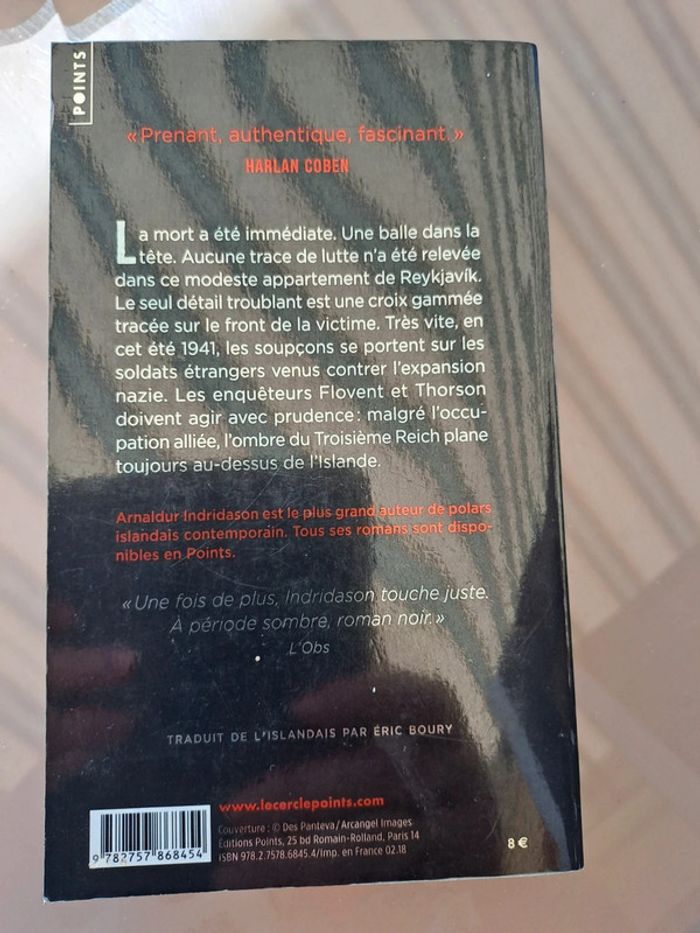 POINTS
« Prenant, authentique, fascinant. »
HARLAN COBEN
La mort a été immédiate. Une balle dans la
tête. Aucune trace de lutte n'a été relevée
dans ce modeste appartement de Reykjavík.
Le seul détail troublant est une croix gammée
tracée sur le front de la victime. Très vite, en
cet été 1941, les soupçons se portent sur les
soldats étrangers venus contrer l'expansion
nazie. Les enquêteurs Flovent et Thorson
doivent agir avec prudence : malgré l'occu-
pation alliée, l'ombre du Troisième Reich plane
toujours au-dessus de l'Islande.
Arnaldur Indridason est le plus grand auteur de polars
islandais contemporain. Tous ses romans sont dispo-
nibles en Points.
« Une fois de plus, Indridason touche juste.
À période sombre, roman noir. »
L'Obs
TRADUIT DE L'ISLANDAIS PAR ÉRIC BOURY
www.lecerclepoints.com
Couverture : © Des Panteva/Arcangel Images
Éditions Points, 25 bd Romain-Rolland, Paris 14
ISBN 978.2.7578.6845.4/Imp. en France 02.18
9 782757 868454
8 €